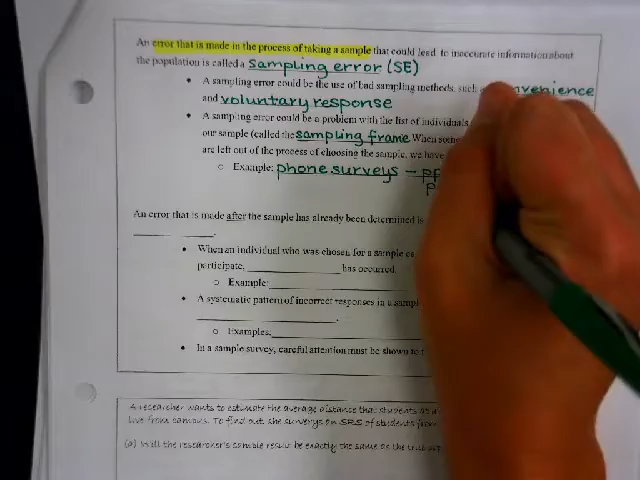 An error that is made in the process of taking a sample that could lead to inaccurate information about
the population is called a sampling error (SE)
• A sampling error could be the use of bad sampling methods, such
and voluntary response
• A sampling error could be a problem with the list of individuals
our sample (called the sampling frame When
are left out of the process of choosing the sample, we have
○ Example: phone surveys -
An error that is made after the sample has already been determined is
____________.
• When an individual who was chosen for a sample
participate, ____________ has occurred.
○ Example:____________
• A systematic pattern of incorrect responses in a
____________.
○ Examples:____________
• In a sample survey, careful attention must be shown to
A researcher wants to estimate the average distance that students
live from campus. To find out she surveys an SRS of students from
(a) Will the researcher's sample result be exactly the same as the true